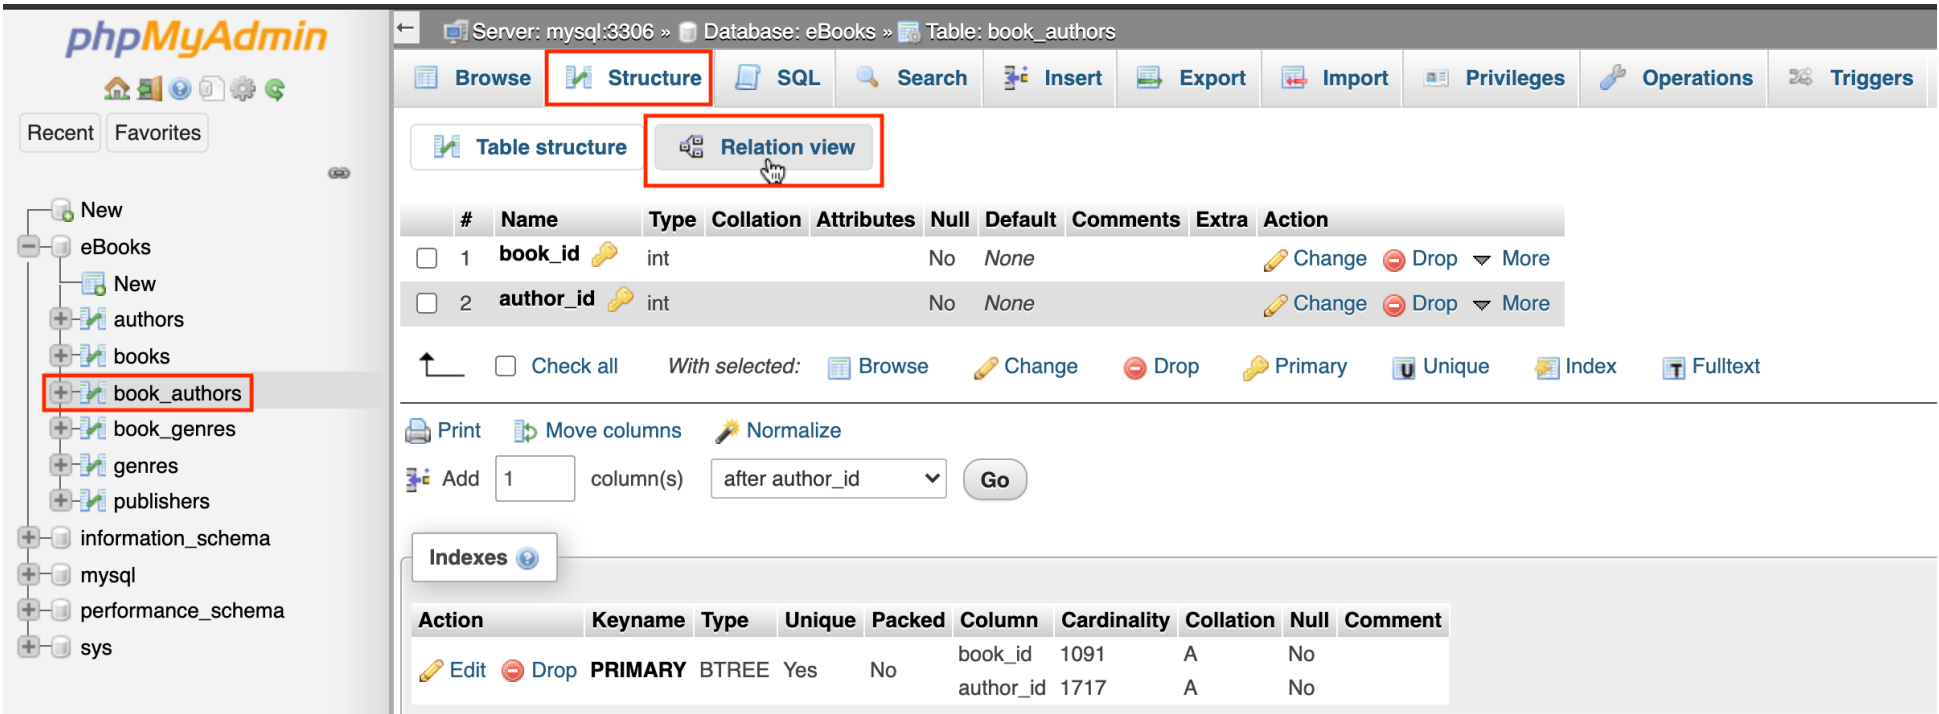 phpMyAdmin
Recent Favorites
New
eBooks
New
authors
books
book_authors
book_genres
genres
publishers
information_schema
mysql
performance_schema
sys
Server: mysql:3306 » Database: eBooks » Table: book_authors
Browse Structure SQL Search Insert Export Import Privileges Operations Triggers
Table structure Relation view
# Name Type Collation Attributes Null Default Comments Extra Action
1 book_id int No None Change Drop More
2 author_id int No None Change Drop More
Check all With selected: Browse Change Drop Primary Unique Index Fulltext
Print Move columns Normalize
Add 1 column(s) after author_id Go
Indexes
Action Keyname Type Unique Packed Column Cardinality Collation Null Comment
Edit Drop PRIMARY BTREE Yes No book_id 1091 A No
author_id 1717 A No